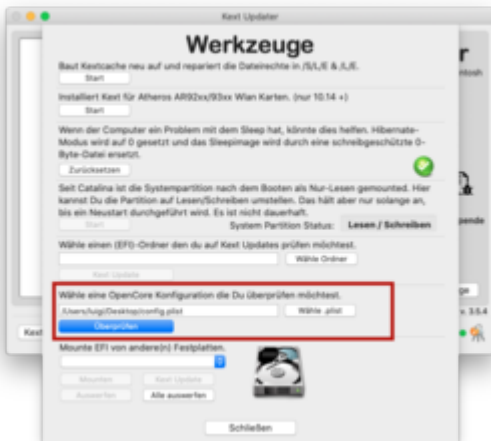 Kext Updater
Werkzeuge
Baut Kextcache neu auf und repariert die Dateirechte in /S/L/E & /L/E.
Start
Installiert Kext für Atheros AR92xx/93xx Wlan Karten. (nur 10.14 +)
Start
Wenn der Computer ein Problem mit dem Sleep hat, könnte dies helfen. Hibernate-
Modus wird auf 0 gesetzt und das Sleepimage wird durch eine schreibgeschützte 0-
Byte-Datei ersetzt.
Zurücksetzen
Seit Catalina ist die Systempartition nach dem Booten als Nur-Lesen gemounted. Hier
kannst Du die Partition auf Lesen/Schreiben umstellen. Das hält aber nur solange an,
bis ein Neustart durchgeführt wird. Es ist nicht dauerhaft.
Start
System Partition Status: Lesen / Schreiben
Wähle einen (EFI)-Ordner den du auf Kext Updates prüfen möchtest.
Wähle Ordner
Kext Update
Wähle eine OpenCore Konfiguration die Du überprüfen möchtest.
/Users/luigi/Desktop/config.plist
Wähle .plist
Überprüfen
Mounte EFI von andere(n) Festplatten.
Mounten
Kext Update
Auswerfen
Alle auswerfen
Schließen
r
ntosh
pende
ge
v. 3.5.4
Kext